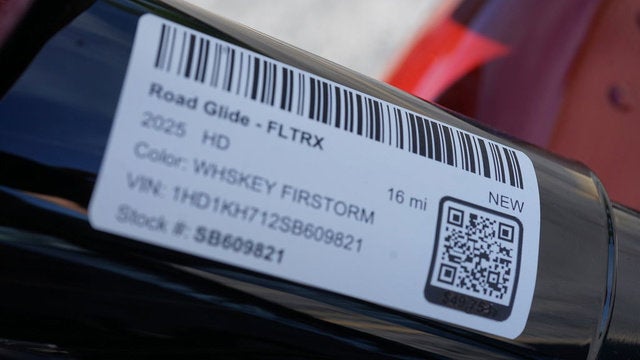 Road Glide - FLTRX
2025 HD
Color: WHSKEY FIRSTORM 16 mi NEW
VIN: 1HD1KH712SB609821
Stock #: SB609821